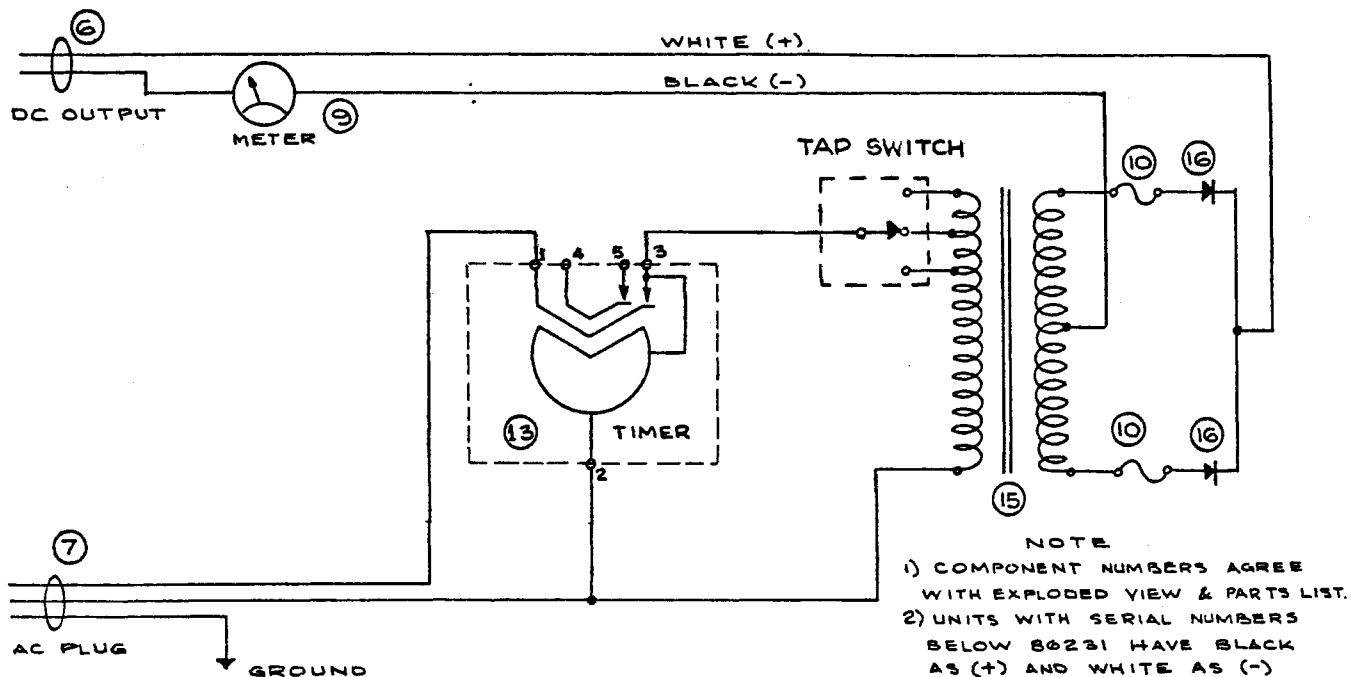 6
WHITE (+)
BLACK (-)
DC OUTPUT
METER
9
TAP SWITCH
10
16
1
4
5
3
13
TIMER
2
10
16
15
7
AC PLUG
GROUND
NOTE
1) COMPONENT NUMBERS AGREE
WITH EXPLODED VIEW & PARTS LIST.
2) UNITS WITH SERIAL NUMBERS
BELOW 86231 HAVE BLACK
AS (+) AND WHITE AS (-)